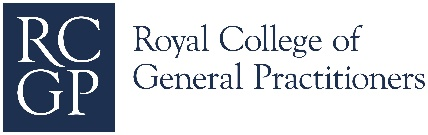 RC
GP
Royal College of
General Practitioners